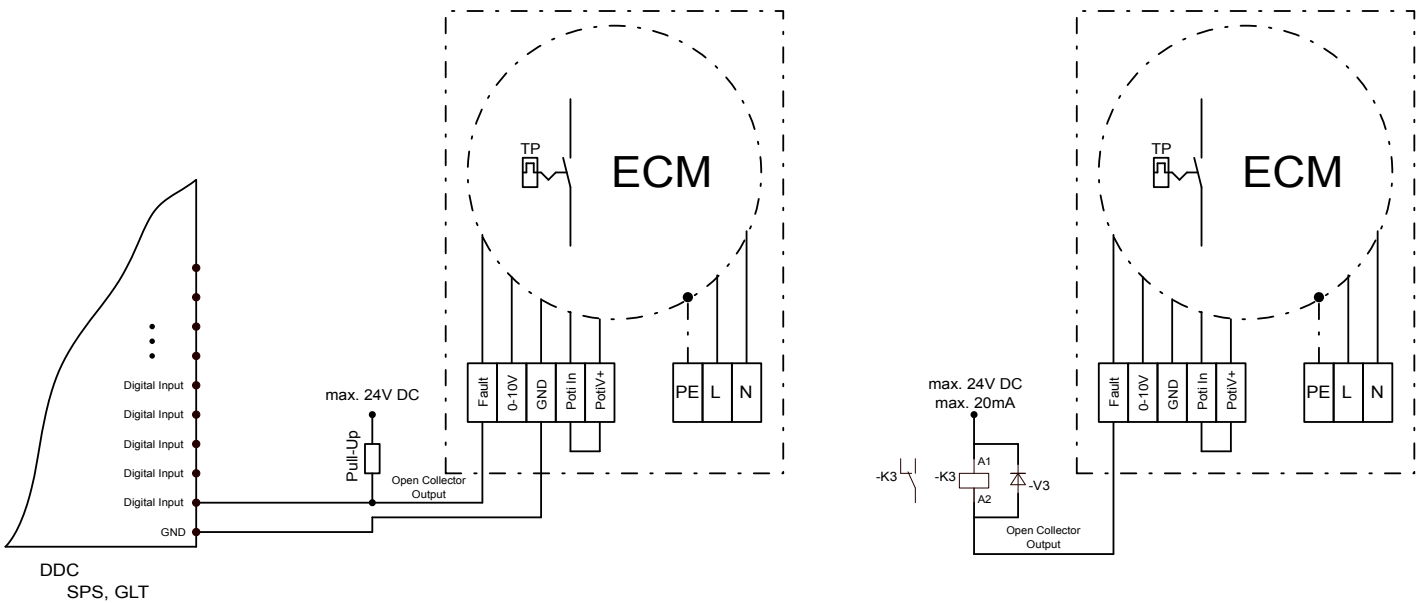 TP
ECM
Digital Input
Digital Input
Digital Input
Digital Input
Digital Input
GND
DDC
SPS, GLT
max. 24V DC
Pull-Up
Open Collector
Output
Fault
0-10V
GND
Poti In
PotiV+
PE
L
N
TP
ECM
max. 24V DC
max. 20mA
-K3
-K3
A1
A2
-V3
Open Collector
Output
Fault
0-10V
GND
Poti In
PotiV+
PE
L
N